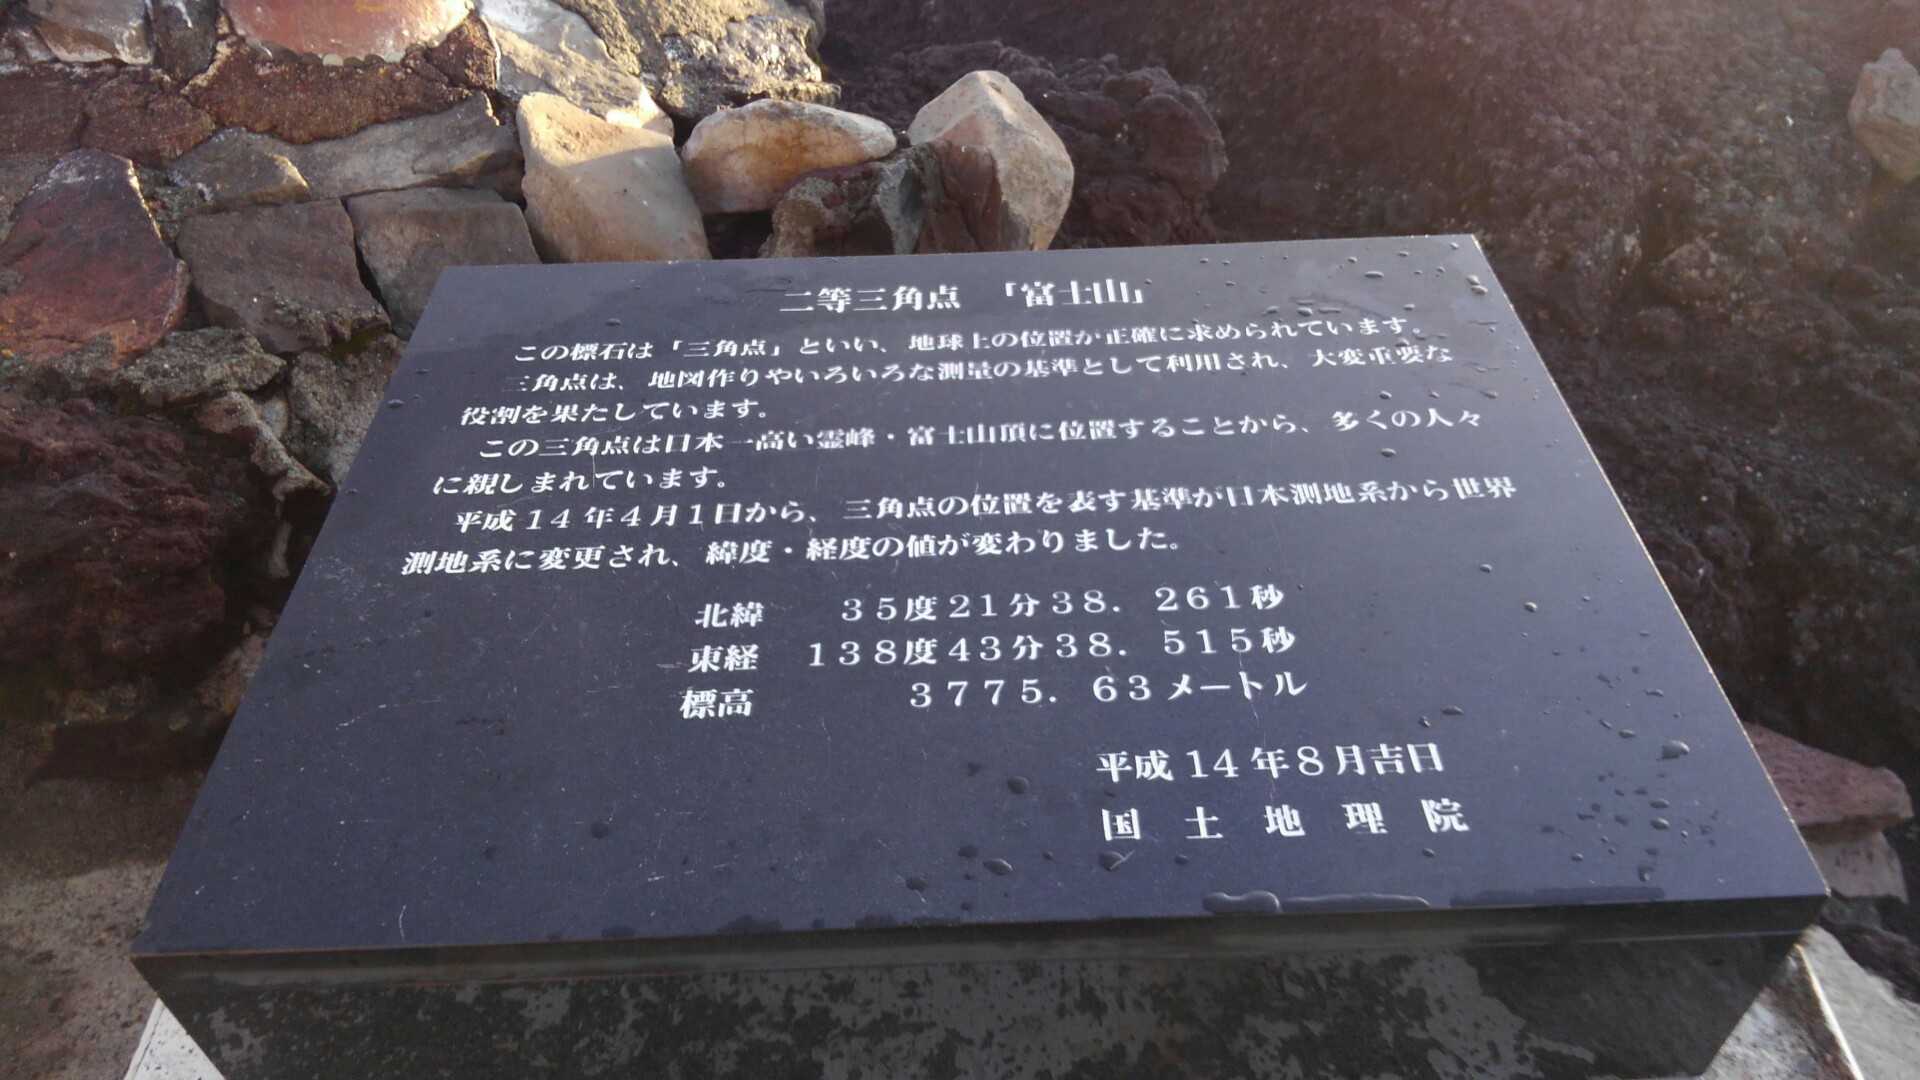 二等三角点 「富士山」
この標石は「三角点」といい、地球上の位置が正確に求められています。
三角点は、地図作りやいろいろな測量の基準として利用され、大変重要な
役割を果たしています。
この三角点は日本一高い霊峰・富士山頂に位置することから、多くの人々
に親しまれています。
平成14年4月1日から、三角点の位置を表す基準が日本測地系から世界
測地系に変更され、緯度・経度の値が変わりました。
北緯 35度21分38.261秒
東経 138度43分38.515秒
標高 3775.63メートル
平成14年8月吉日
国土地理院